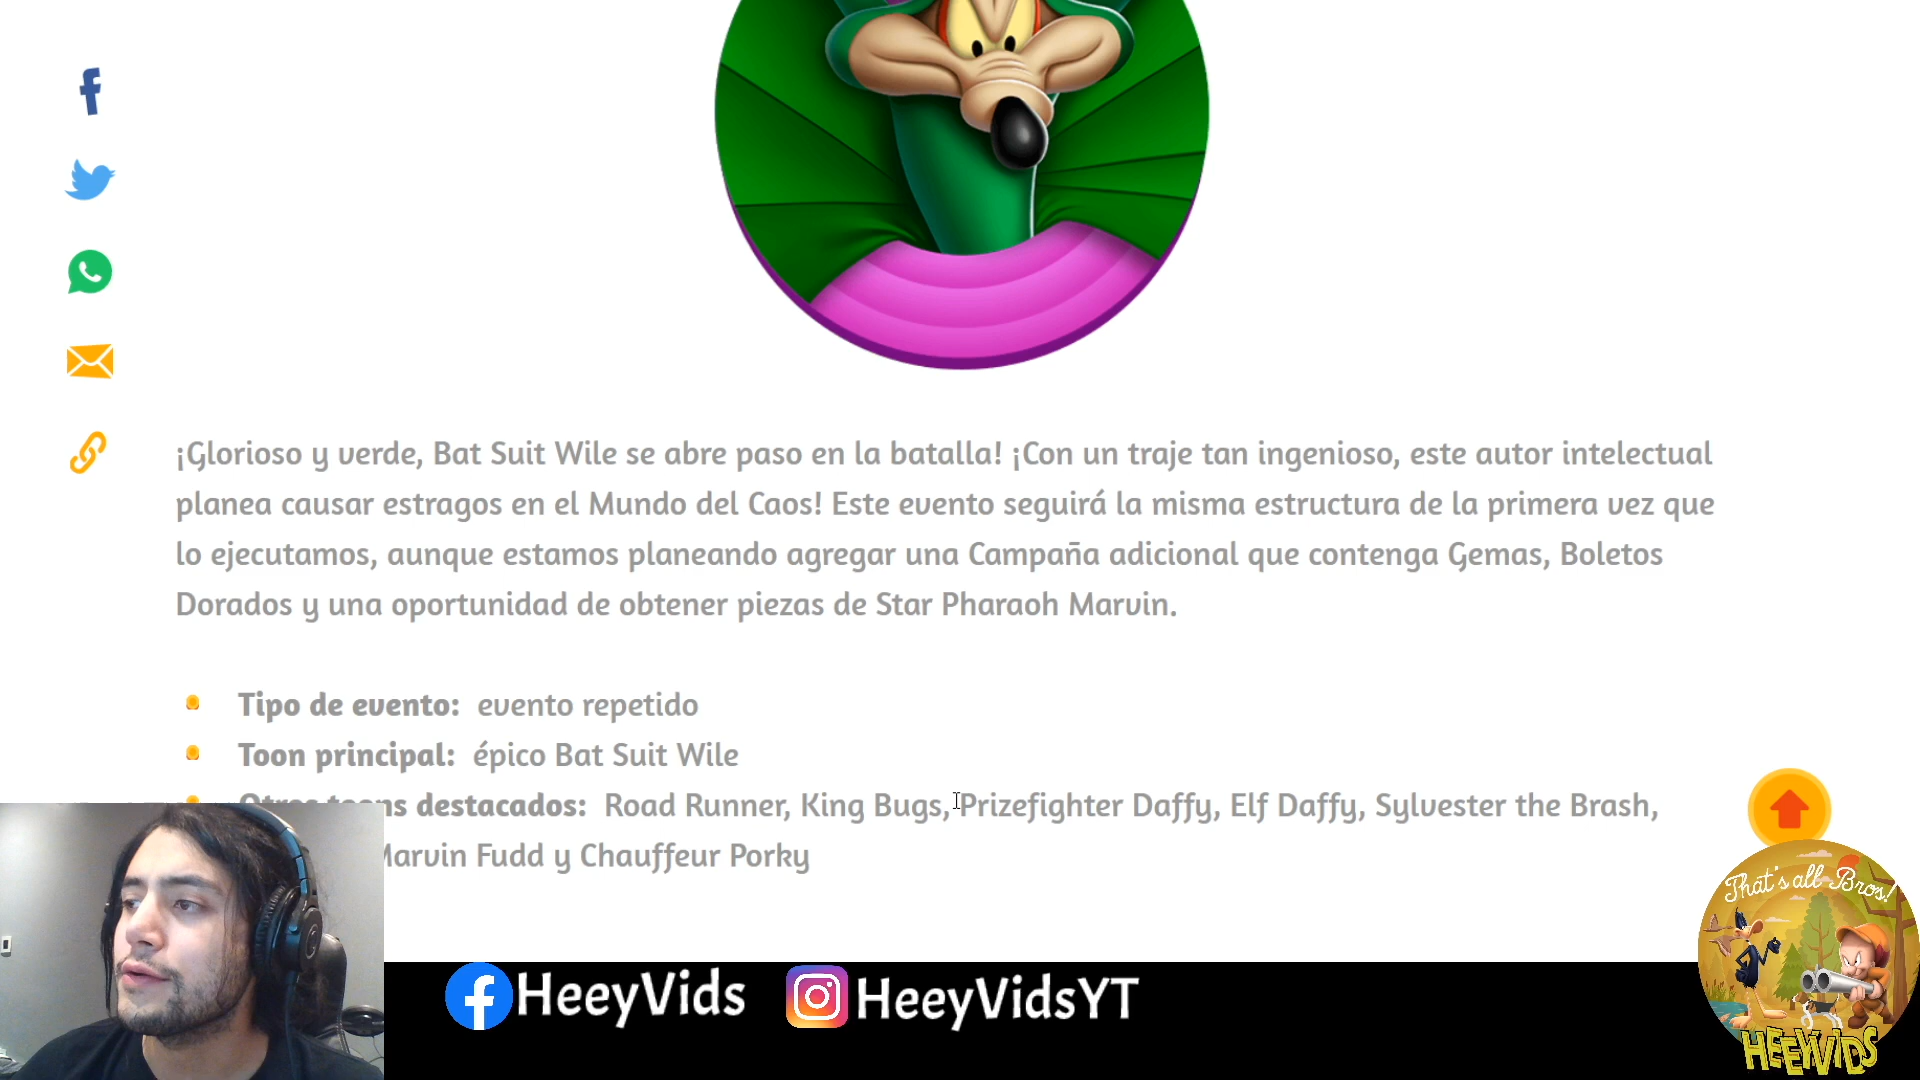 ¡Glorioso y verde, Bat Suit Wile se abre paso en la batalla! ¡Con un traje tan ingenioso, este autor intelectual
planea causar estragos en el Mundo del Caos! Este evento seguirá la misma estructura de la primera vez que
lo ejecutamos, aunque estamos planeando agregar una Campaña adicional que contenga Gemas, Boletos
Dorados y una oportunidad de obtener piezas de Star Pharaoh Marvin.
Tipo de evento: evento repetido
Toon principal: épico Bat Suit Wile
Otros toons destacados: Road Runner, King Bugs, Prizefighter Daffy, Elf Daffy, Sylvester the Brash,
Marvin Fudd y Chauffeur Porky
HeeyVids HeeyVidsYT
That's all Bros!
HEEYVIDS